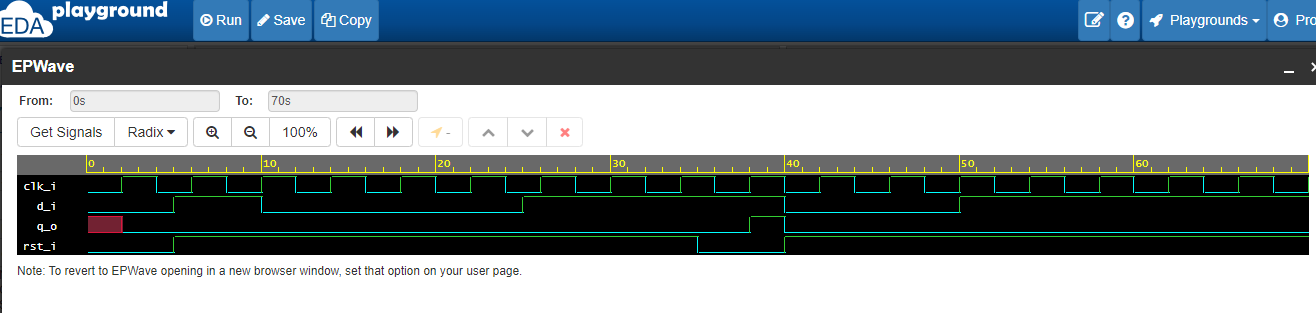 EDA playground Run Save Copy ? Playgrounds Pro
EPWave
From: 0s To: 70s
Get Signals Radix 100% -
0 10 20 30 40 50 60
clk_i
d_i
q_o
rst_i
Note: To revert to EPWave opening in a new browser window, set that option on your user page.